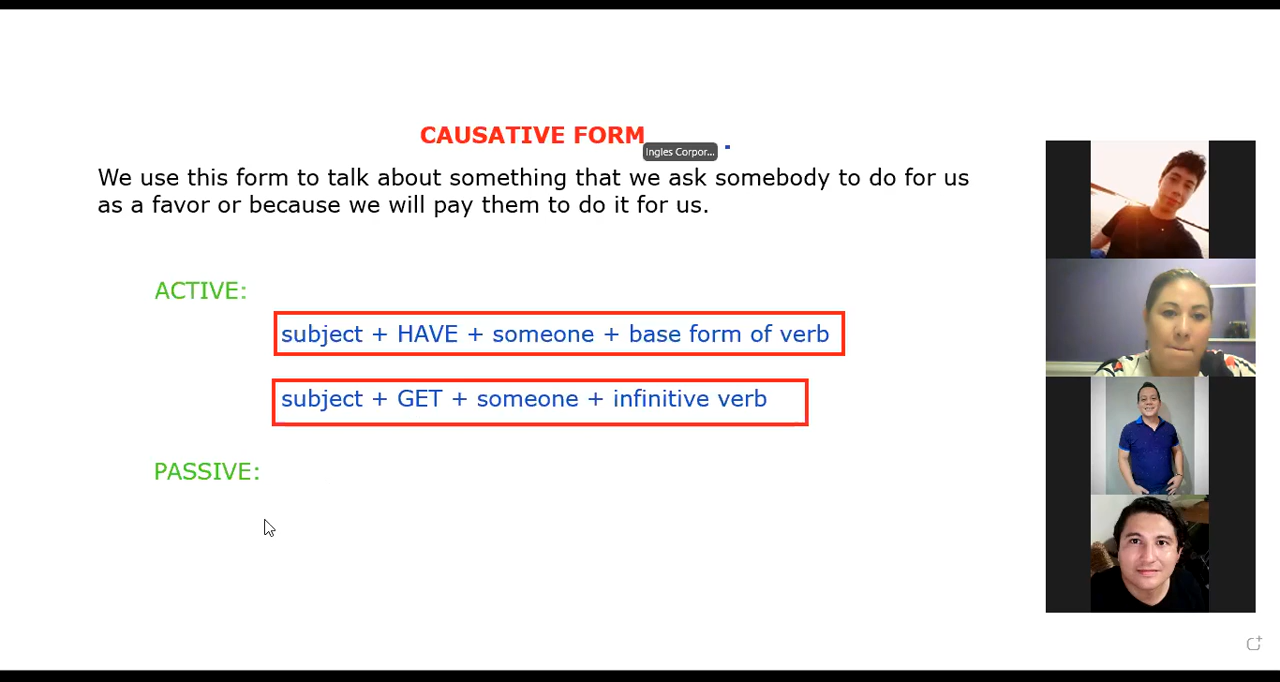 CAUSATIVE FORM
Ingles Corpor...
We use this form to talk about something that we ask somebody to do for us
as a favor or because we will pay them to do it for us.
ACTIVE:
subject + HAVE + someone + base form of verb
subject + GET + someone + infinitive verb
PASSIVE: